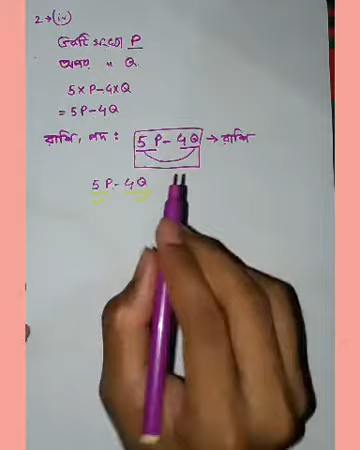 2→(iv)
একটি সংখ্যা P
অপর " Q
5×P-4×Q
= 5P-4Q
রাশি, পদ : 5P-4Q → রাশি
5P-4Q